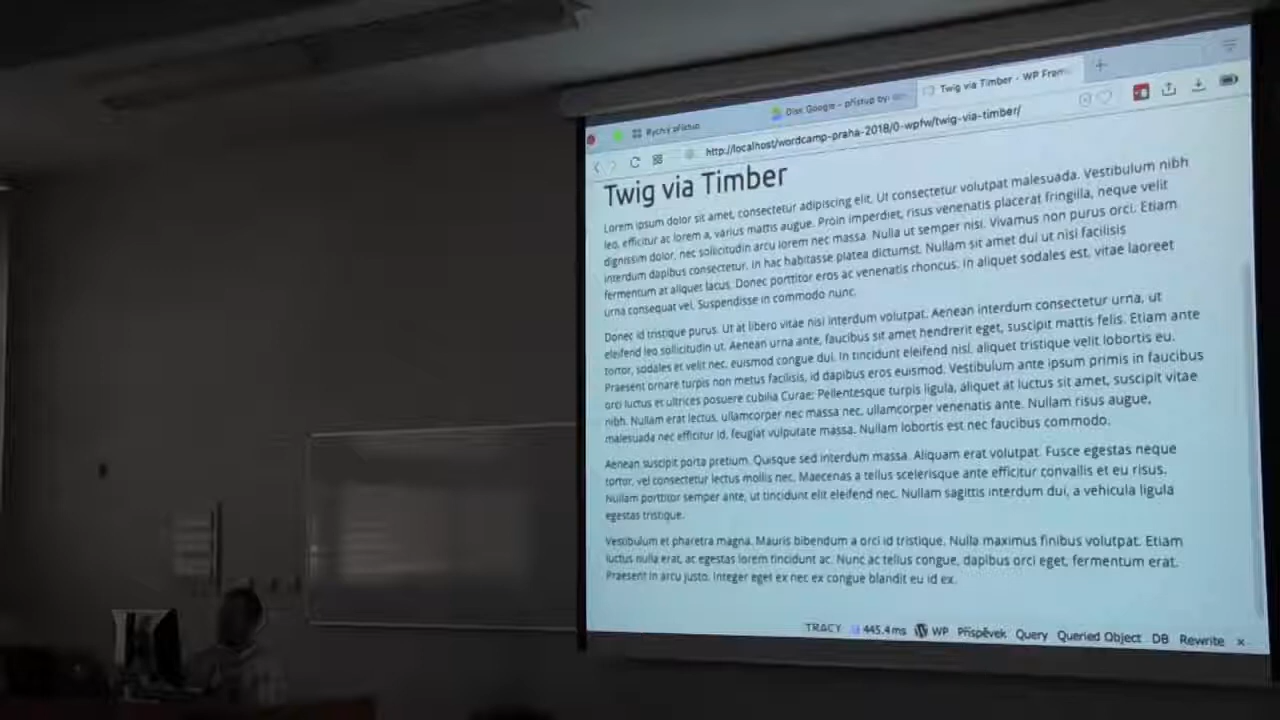 Rychlý přístup
Disk Google - přístup by
Twig via Timber - WP Fram
http://localhost/wordcamp-praha-2018/0-wpfw/twig-via-timber/
Twig via Timber
Lorem ipsum dolor sit amet, consectetur adipiscing elit. Ut consectetur volutpat malesuada. Vestibulum nibh
leo, efficitur ac lorem a, varius mattis augue. Proin imperdiet, risus venenatis placerat fringilla, neque velit
dignissim dolor, nec sollicitudin arcu lorem nec massa. Nulla ut semper nisl. Vivamus non purus orci. Etiam
interdum dapibus consectetur. In hac habitasse platea dictumst. Nullam sit amet dui ut nisl facilisis
fermentum at aliquet lacus. Donec porttitor eros ac venenatis rhoncus. In aliquet sodales est, vitae laoreet
urna consequat vel. Suspendisse in commodo nunc.
Donec id tristique purus. Ut at libero vitae nisl interdum volutpat. Aenean interdum consectetur urna, ut
eleifend leo sollicitudin ut. Aenean urna ante, faucibus sit amet hendrerit eget, suscipit mattis felis. Etiam ante
tortor, sodales et velit nec, euismod congue dui. In tincidunt eleifend nisl, aliquet tristique velit lobortis eu.
Praesent ornare turpis non metus facilisis, id dapibus eros euismod. Vestibulum ante ipsum primis in faucibus
orci luctus et ultrices posuere cubilia Curae; Pellentesque turpis ligula, aliquet at luctus sit amet, suscipit vitae
nibh. Nullam erat lectus, ullamcorper nec massa nec, ullamcorper venenatis ante. Nullam risus augue,
malesuada nec efficitur id, feugiat vulputate massa. Nullam lobortis est nec faucibus commodo.
Aenean suscipit porta pretium. Quisque sed interdum massa. Aliquam erat volutpat. Fusce egestas neque
tortor, vel consectetur lectus mollis nec. Maecenas a tellus scelerisque ante efficitur convallis et eu risus.
Nullam porttitor semper ante, ut tincidunt elit eleifend nec. Nullam sagittis interdum dui, a vehicula ligula
egestas tristique.
Vestibulum et pharetra magna. Mauris bibendum a orci id tristique. Nulla maximus finibus volutpat. Etiam
luctus nulla erat, ac egestas lorem tincidunt ac. Nunc ac tellus congue, dapibus orci eget, fermentum erat.
Praesent in arcu justo. Integer eget ex nec ex congue blandit eu id ex.
TRACY 445.4 ms WP Příspěvek Query Queried Object DB Rewrite ×